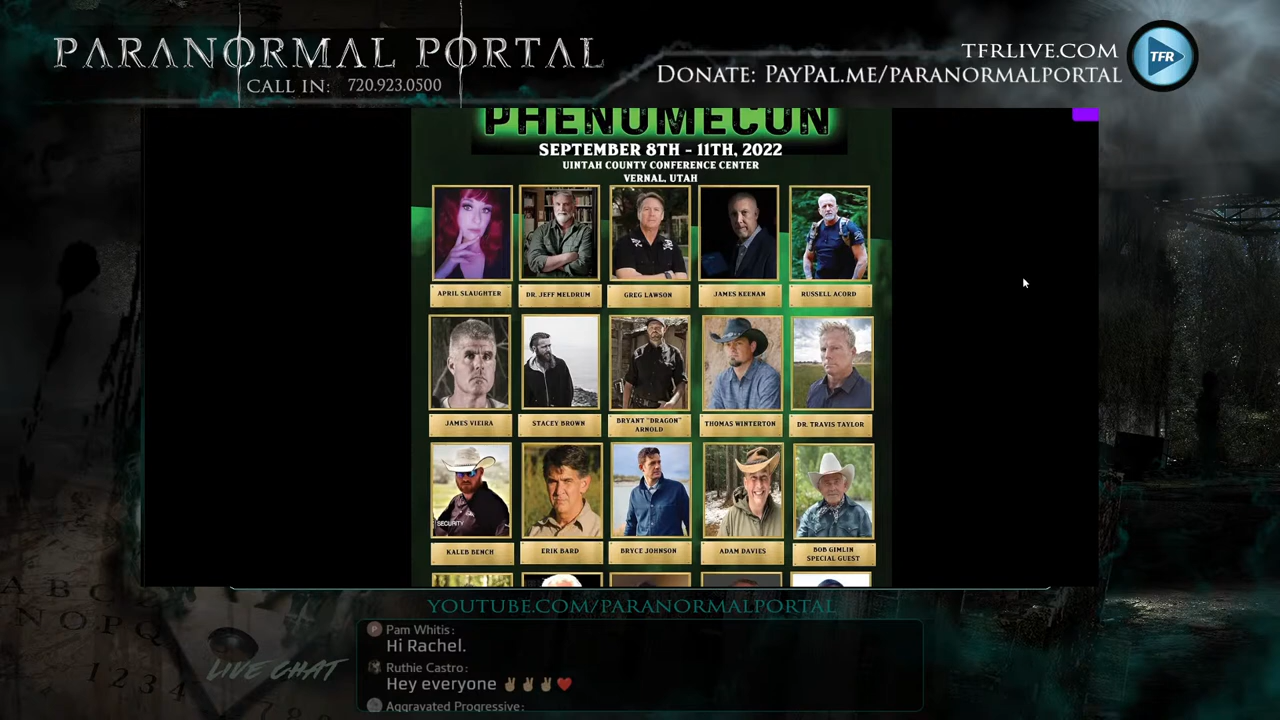 PARANORMAL PORTAL
CALL IN: 720.923.0500
TFRLIVE.COM
DONATE: PAYPAL.ME/PARANORMALPORTAL
TFR
PHENOMECON
SEPTEMBER 8TH - 11TH, 2022
UINTAH COUNTY CONFERENCE CENTER
VERNAL, UTAH
APRIL SLAUGHTER
DR. JEFF MELDRUM
GREG LAWSON
JAMES KEENAN
RUSSELL ACORD
JAMES VIEIRA
STACEY BROWN
BRYANT "DRAGON"
ARNOLD
THOMAS WINTERTON
DR. TRAVIS TAYLOR
SECURITY
KALEB BENCH
ERIK BARD
BRYCE JOHNSON
ADAM DAVIES
BOB GIMLIN
SPECIAL GUEST
YOUTUBE.COM/PARANORMALPORTAL
LIVE CHAT
P Pam Whitis:
Hi Rachel.
Ruthie Castro:
Hey everyone ✌🏼✌🏼✌🏼❤️
Aggravated Progressive:
A B C D
N O P Q
1 2 3 4